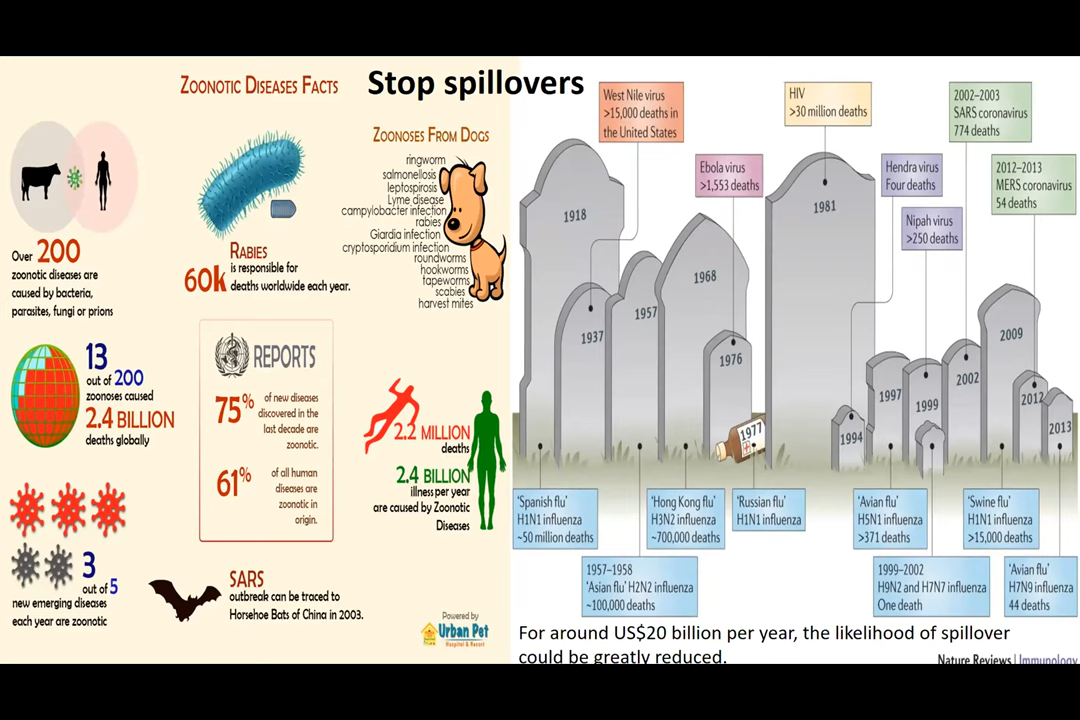 Stop spillovers
ZOONOTIC DISEASES FACTS
Over 200
zoonotic diseases are
caused by bacteria,
parasites, fungi or prions
RABIES
60k is responsible for
deaths worldwide each year.
ZOONOSES FROM DOGS
ringworm
salmonellosis
leptospirosis
Lyme disease
campylobacter infection
rabies
Giardia infection
cryptosporidium infection
roundworms
hookworms
tapeworms
scabies
harvest mites
13
out of 200
zoonoses caused
2.4 BILLION
deaths globally
REPORTS
75%
of new diseases
discovered in the
last decade are
zoonotic.
61%
of all human
diseases are
zoonotic in
origin.
2.2 MILLION
deaths
2.4 BILLION
illness per year
are caused by Zoonotic
Diseases
3
out of 5
new emerging diseases
each year are zoonotic
SARS
outbreak can be traced to
Horsehoe Bats of China in 2003.
Powered by
Urban Pet
Hospital & Resort
West Nile virus
>15,000 deaths in
the United States
Ebola virus
>1,553 deaths
HIV
>30 million deaths
Hendra virus
Four deaths
Nipah virus
>250 deaths
2002–2003
SARS coronavirus
774 deaths
2012–2013
MERS coronavirus
54 deaths
1918
1937
1957
1968
1976
1977
1981
1994
1997
1999
2002
2009
2012
2013
'Spanish flu'
H1N1 influenza
~50 million deaths
1957–1958
'Asian flu' H2N2 influenza
~100,000 deaths
'Hong Kong flu'
H3N2 influenza
~700,000 deaths
'Russian flu'
H1N1 influenza
'Avian flu'
H5N1 influenza
>371 deaths
1999–2002
H9N2 and H7N7 influenza
One death
'Swine flu'
H1N1 influenza
>15,000 deaths
'Avian flu'
H7N9 influenza
44 deaths
For around US$20 billion per year, the likelihood of spillover
could be greatly reduced.
Nature Reviews | Immunology